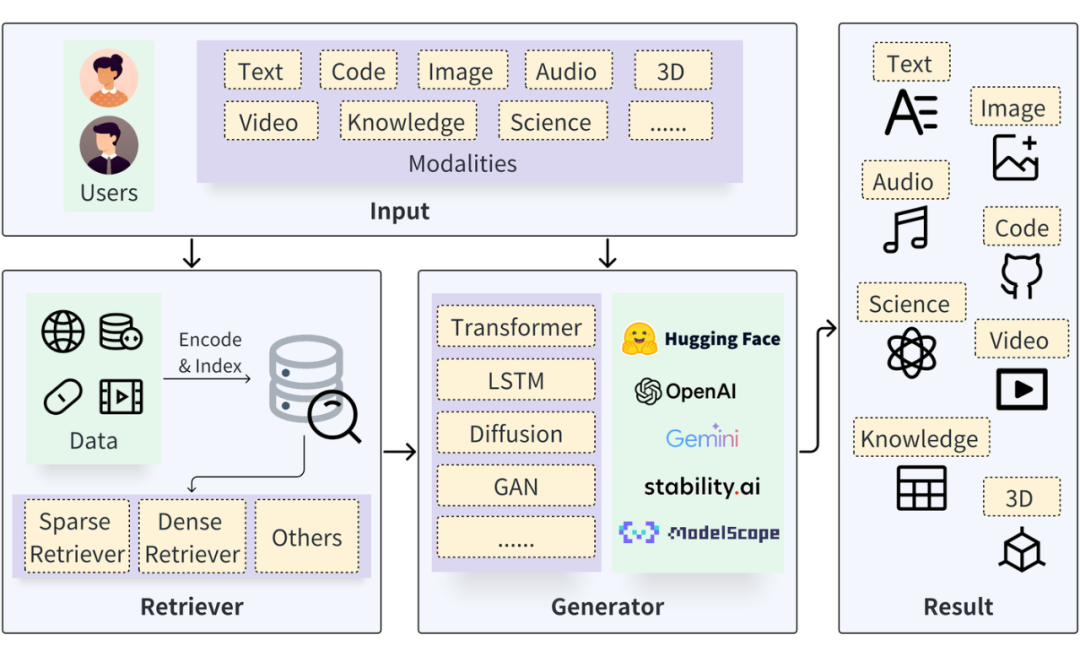 Text
Code
Image
Audio
3D
Video
Knowledge
Science
......
Modalities
Users
Input
Data
Encode
& Index
Sparse
Retriever
Dense
Retriever
Others
Retriever
Transformer
LSTM
Diffusion
GAN
......
Hugging Face
OpenAI
Gemini
stability.ai
ModelScope
Generator
Text
Image
Audio
Code
Science
Video
Knowledge
3D
Result